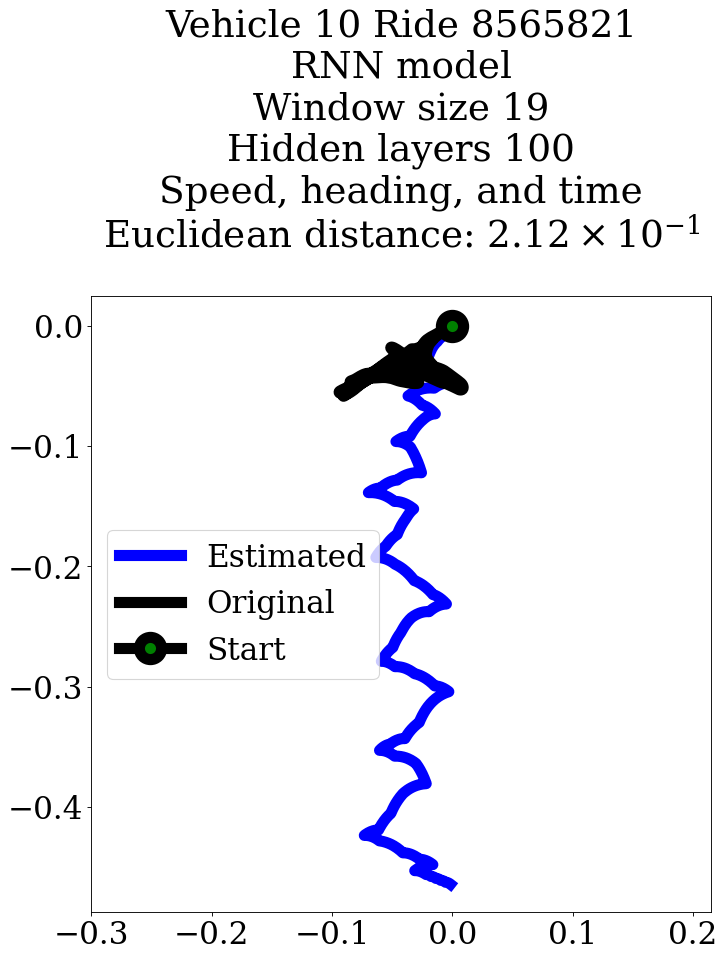 Vehicle 10 Ride 8565821
RNN model
Window size 19
Hidden layers 100
Speed, heading, and time
Euclidean distance: 2.12 × 10⁻¹
0.0
−0.1
−0.2
−0.3
−0.4
Estimated
Original
Start
−0.3 −0.2 −0.1 0.0 0.1 0.2